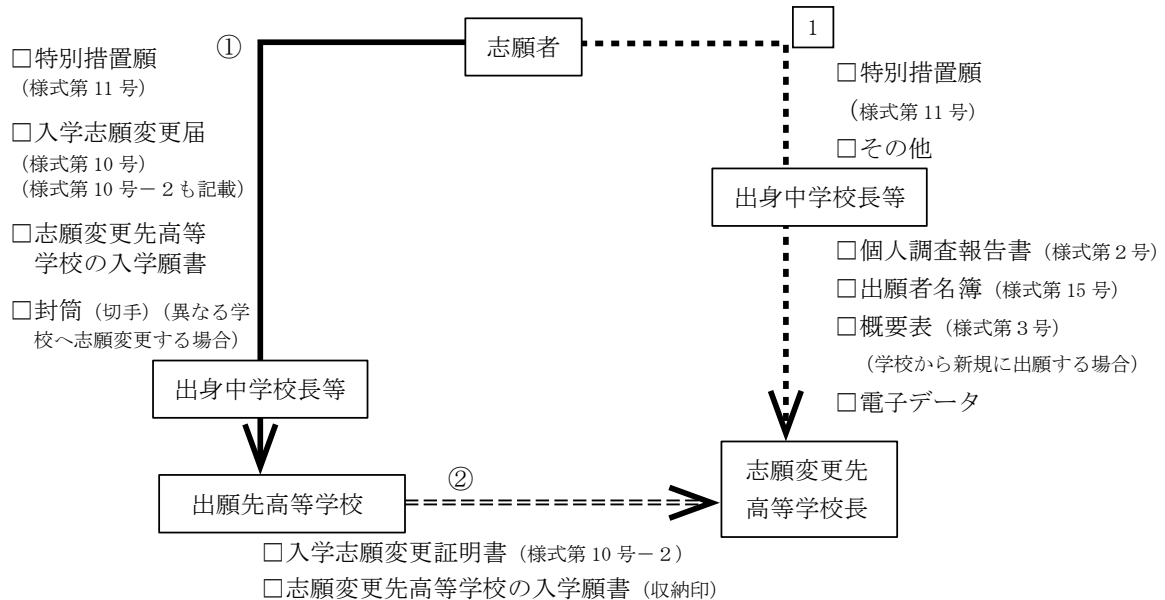 志願者
①
□特別措置願
(様式第 11 号)
□入学志願変更届
(様式第 10 号)
(様式第 10 号－２も記載)
□志願変更先高等
学校の入学願書
□封筒 (切手) (異なる学
校へ志願変更する場合)
出身中学校長等
出願先高等学校
②
□入学志願変更証明書 (様式第 10 号－２)
□志願変更先高等学校の入学願書 (収納印)
1
□特別措置願
(様式第 11 号)
□その他
出身中学校長等
□個人調査報告書 (様式第２号)
□出願者名簿 (様式第 15 号)
□概要表 (様式第３号)
(学校から新規に出願する場合)
□電子データ
志願変更先
高等学校長